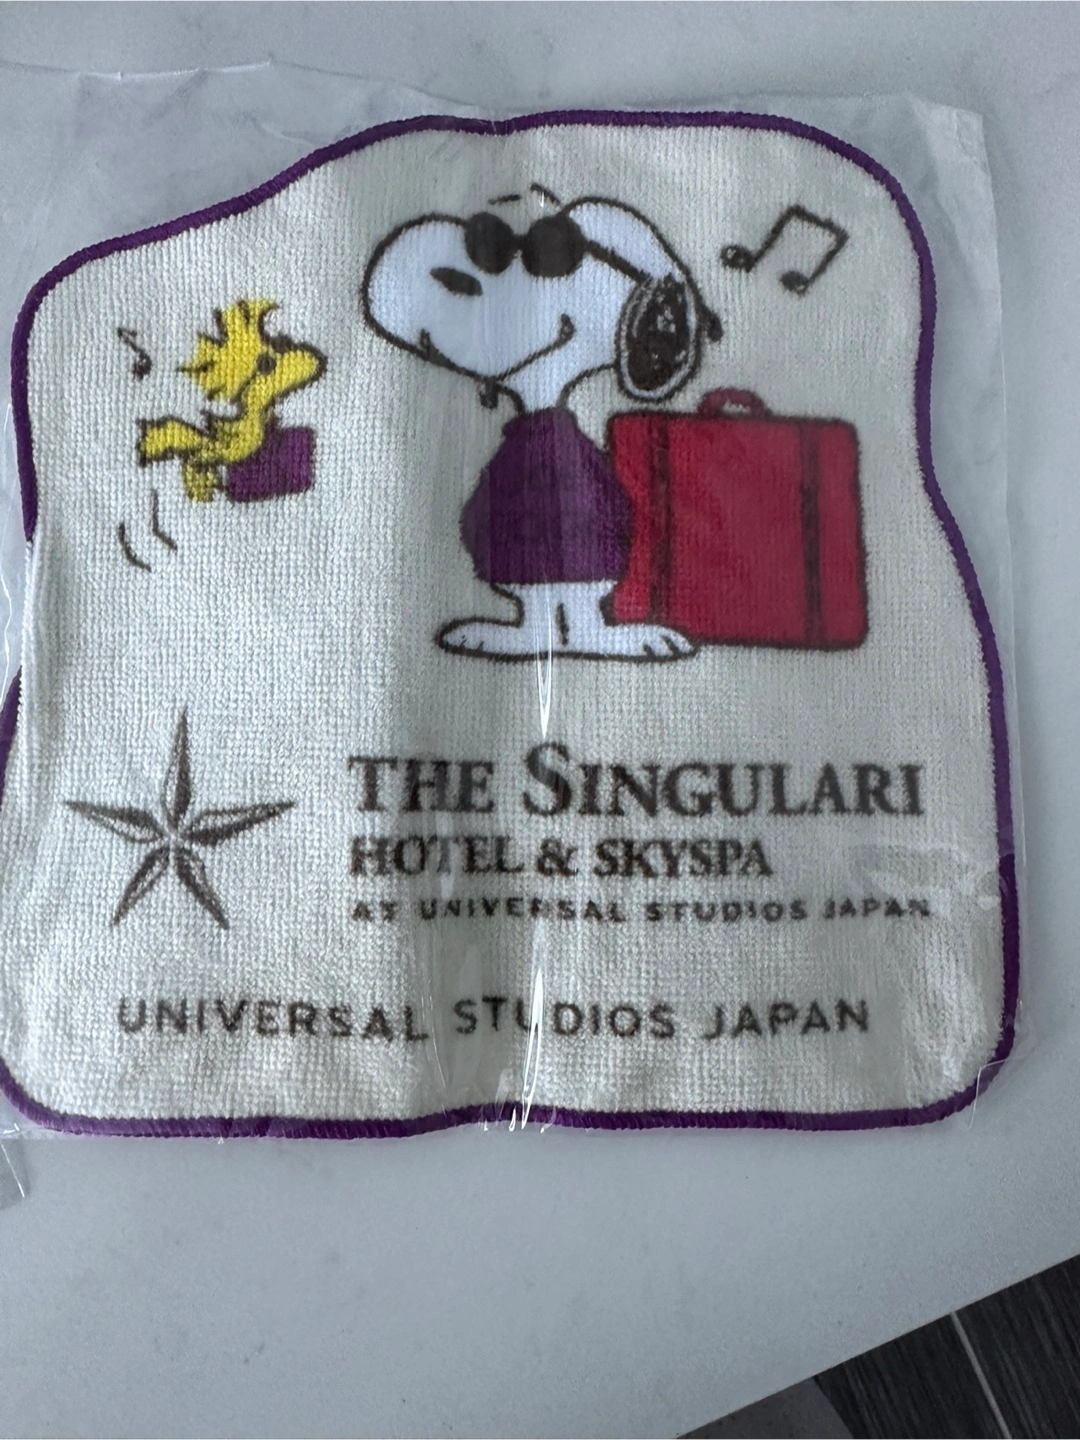 THE SINGULARI
HOTEL & SKYSPA
AT UNIVERSAL STUDIOS JAPAN
UNIVERSAL STUDIOS JAPAN